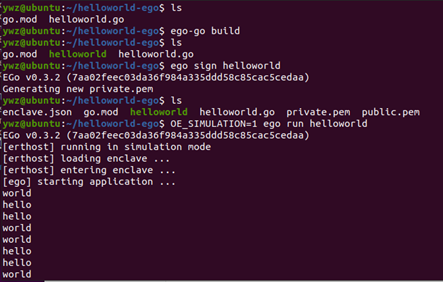 ywz@ubuntu:~/helloworld-ego$ ls
go.mod helloworld.go
ywz@ubuntu:~/helloworld-ego$ ego-go build
ywz@ubuntu:~/helloworld-ego$ ls
go.mod helloworld helloworld.go
ywz@ubuntu:~/helloworld-ego$ ego sign helloworld
EGo v0.3.2 (7aa02feec03da36f984a335ddd58c85cac5cedaa)
Generating new private.pem
ywz@ubuntu:~/helloworld-ego$ ls
enclave.json go.mod helloworld helloworld.go private.pem public.pem
ywz@ubuntu:~/helloworld-ego$ OE_SIMULATION=1 ego run helloworld
EGo v0.3.2 (7aa02feec03da36f984a335ddd58c85cac5cedaa)
[erthost] running in simulation mode
[erthost] loading enclave ...
[erthost] entering enclave ...
[ego] starting application ...
world
hello
hello
world
world
hello
hello
world